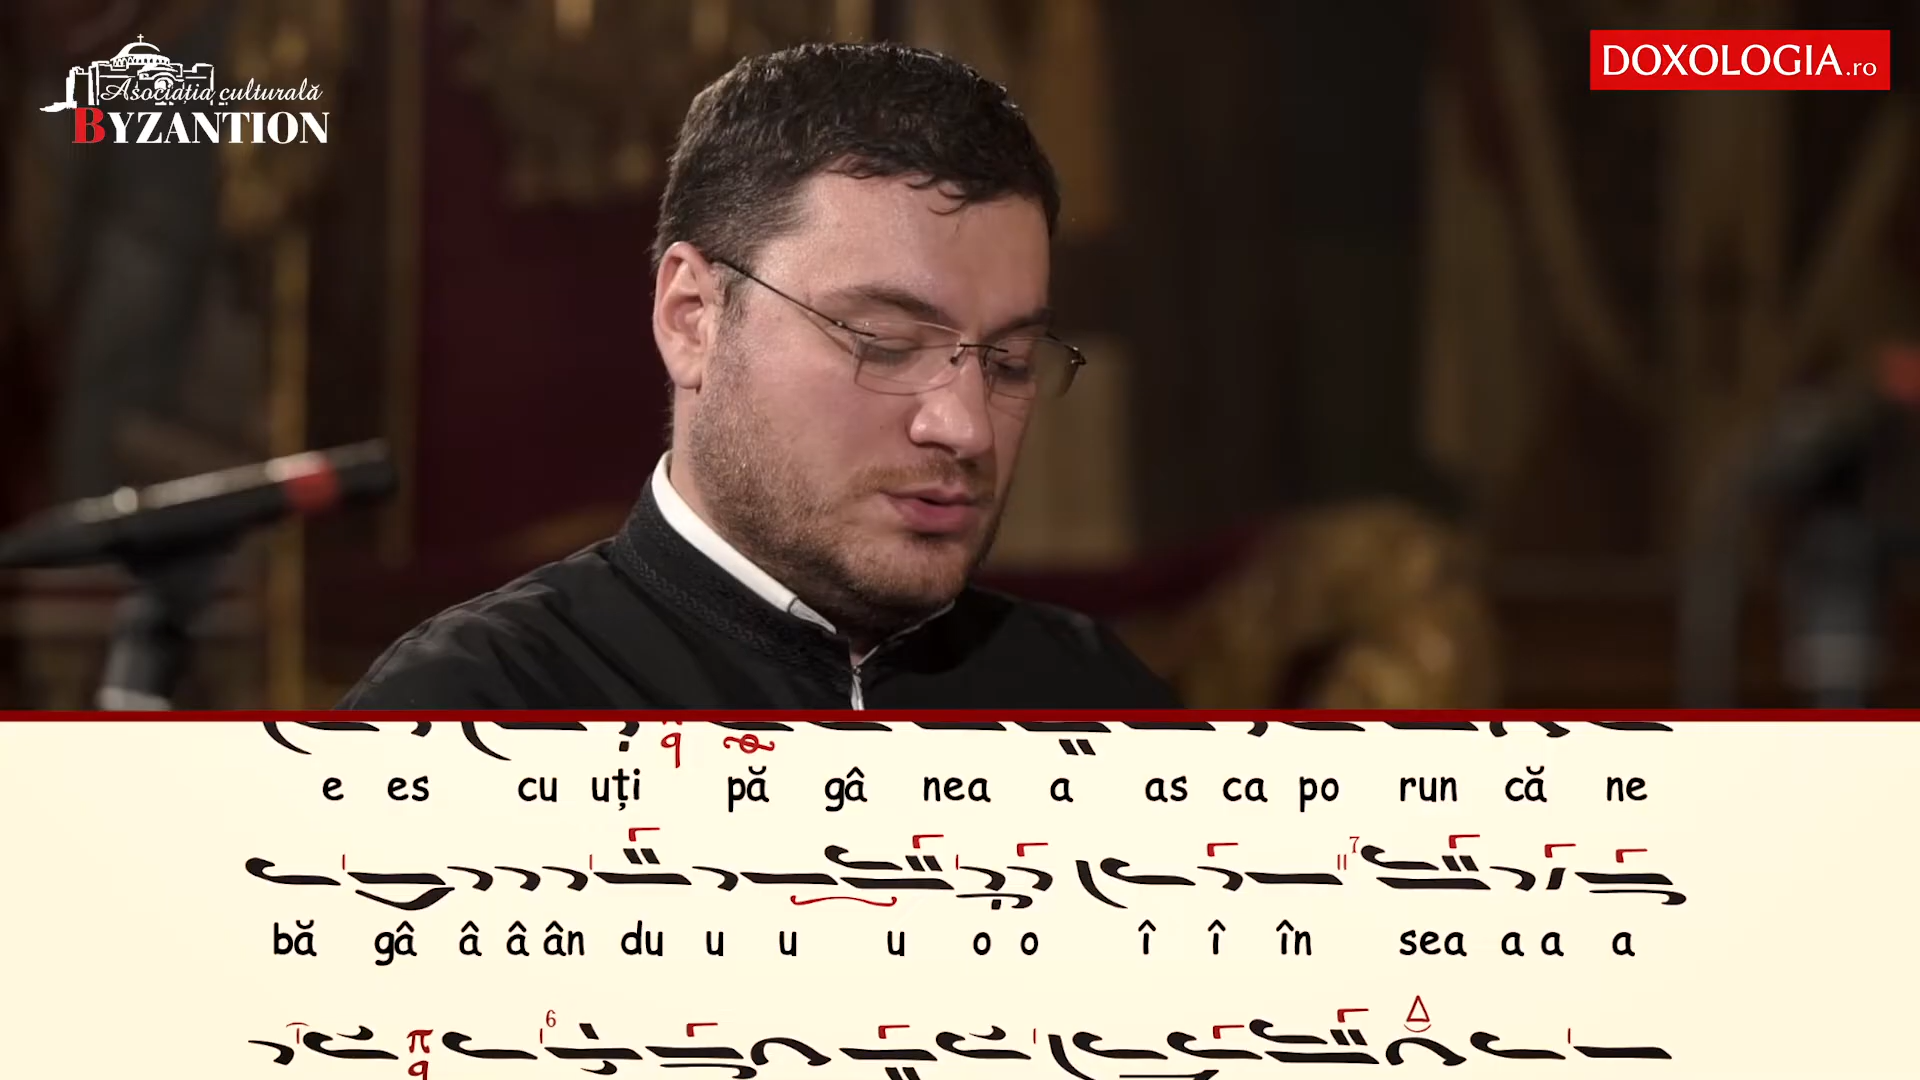 Asociația culturală
BYZANTION
DOXOLOGIA.ro
e es cu uți pă gâ nea a as ca po run că ne
bă gâ â â ân du u u u o o î î în sea a a a